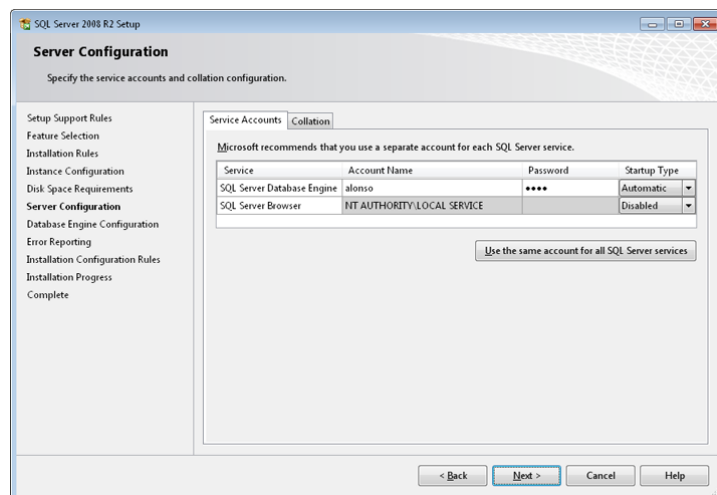 SQL Server 2008 R2 Setup
Server Configuration
Specify the service accounts and collation configuration.
Setup Support Rules
Feature Selection
Installation Rules
Instance Configuration
Disk Space Requirements
Server Configuration
Database Engine Configuration
Error Reporting
Installation Configuration Rules
Installation Progress
Complete
Service Accounts Collation
Microsoft recommends that you use a separate account for each SQL Server service.
Service Account Name Password Startup Type
SQL Server Database Engine alonso •••• Automatic
SQL Server Browser NT AUTHORITY\LOCAL SERVICE Disabled
Use the same account for all SQL Server services
< Back Next > Cancel Help